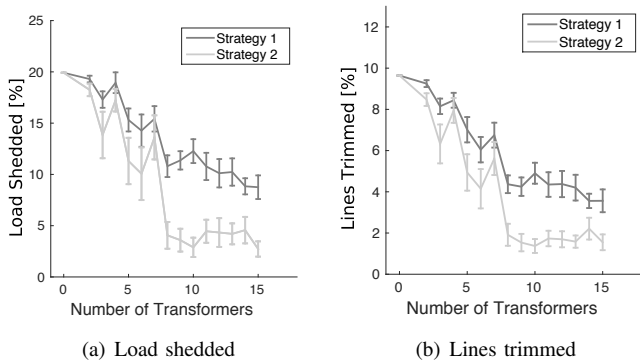 Strategy 1
Strategy 2
Load Shedded [%]
25
20
15
10
5
0
0 5 10 15
Number of Transformers
(a) Load shedded
Strategy 1
Strategy 2
Lines Trimmed [%]
12
10
8
6
4
2
0
0 5 10 15
Number of Transformers
(b) Lines trimmed